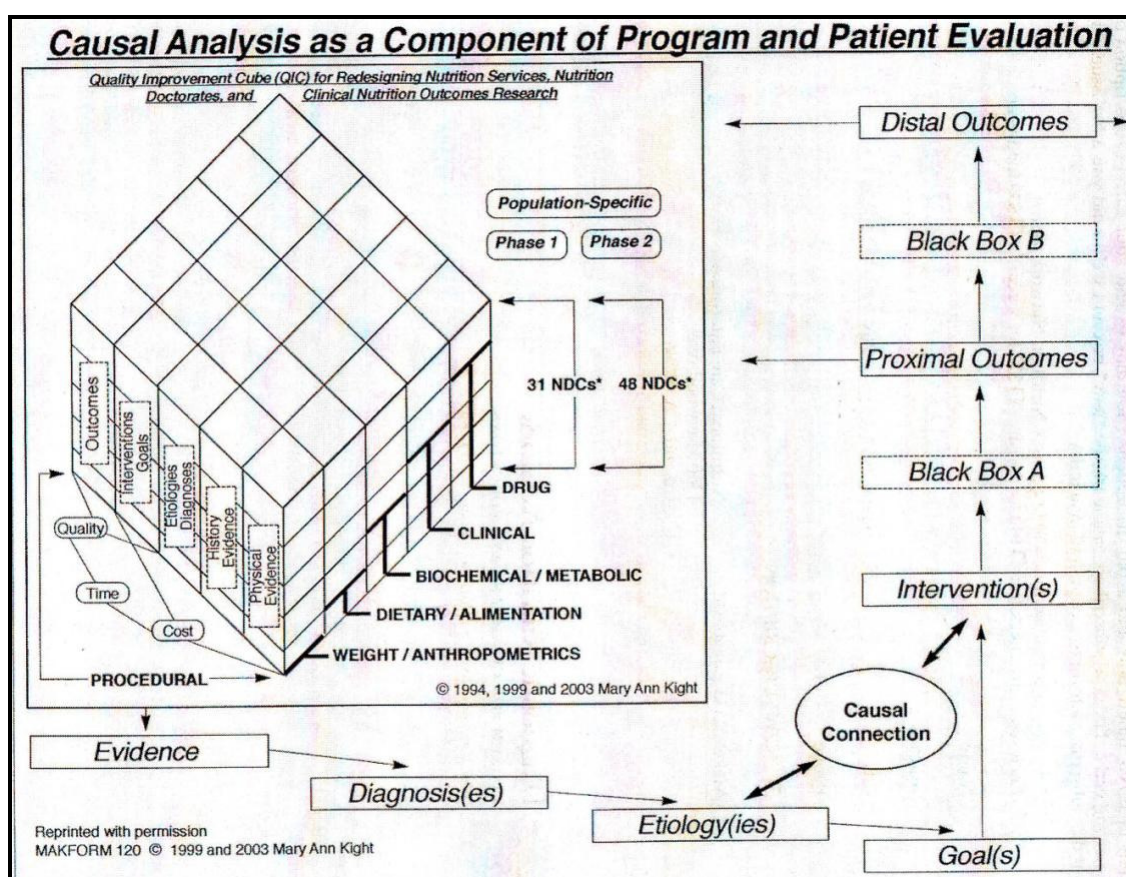 Causal Analysis as a Component of Program and Patient Evaluation
Quality Improvement Cube (QIC) for Redesigning Nutrition Services, Nutrition
Doctorates, and Clinical Nutrition Outcomes Research
Population-Specific
Phase 1
Phase 2
31 NDCs*
48 NDCs*
Outcomes
Interventions
Goals
Etiologies
Diagnoses
History
Evidence
Physical
Evidence
Quality
Time
Cost
PROCEDURAL
DRUG
CLINICAL
BIOCHEMICAL / METABOLIC
DIETARY / ALIMENTATION
WEIGHT / ANTHROPOMETRICS
© 1994, 1999 and 2003 Mary Ann Kight
Distal Outcomes
Black Box B
Proximal Outcomes
Black Box A
Intervention(s)
Causal
Connection
Evidence
Diagnosis(es)
Etiology(ies)
Goal(s)
Reprinted with permission
MAKFORM 120 © 1999 and 2003 Mary Ann Kight